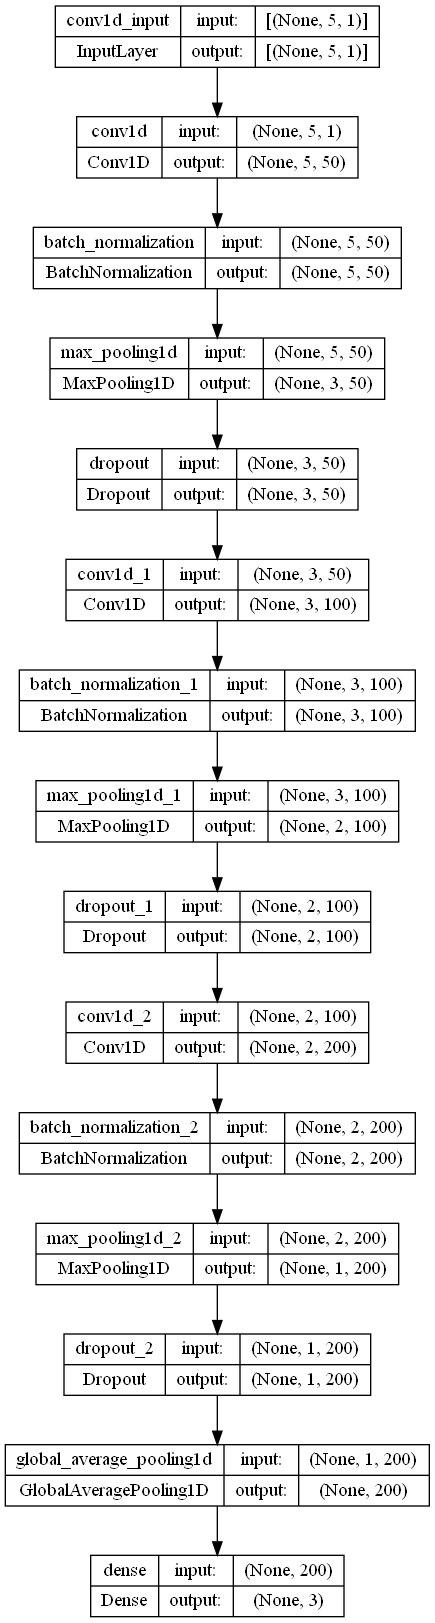 conv1d_input input: [(None, 5, 1)]
InputLayer output: [(None, 5, 1)]
conv1d input: (None, 5, 1)
Conv1D output: (None, 5, 50)
batch_normalization input: (None, 5, 50)
BatchNormalization output: (None, 5, 50)
max_pooling1d input: (None, 5, 50)
MaxPooling1D output: (None, 3, 50)
dropout input: (None, 3, 50)
Dropout output: (None, 3, 50)
conv1d_1 input: (None, 3, 50)
Conv1D output: (None, 3, 100)
batch_normalization_1 input: (None, 3, 100)
BatchNormalization output: (None, 3, 100)
max_pooling1d_1 input: (None, 3, 100)
MaxPooling1D output: (None, 2, 100)
dropout_1 input: (None, 2, 100)
Dropout output: (None, 2, 100)
conv1d_2 input: (None, 2, 100)
Conv1D output: (None, 2, 200)
batch_normalization_2 input: (None, 2, 200)
BatchNormalization output: (None, 2, 200)
max_pooling1d_2 input: (None, 2, 200)
MaxPooling1D output: (None, 1, 200)
dropout_2 input: (None, 1, 200)
Dropout output: (None, 1, 200)
global_average_pooling1d input: (None, 1, 200)
GlobalAveragePooling1D output: (None, 200)
dense input: (None, 200)
Dense output: (None, 3)